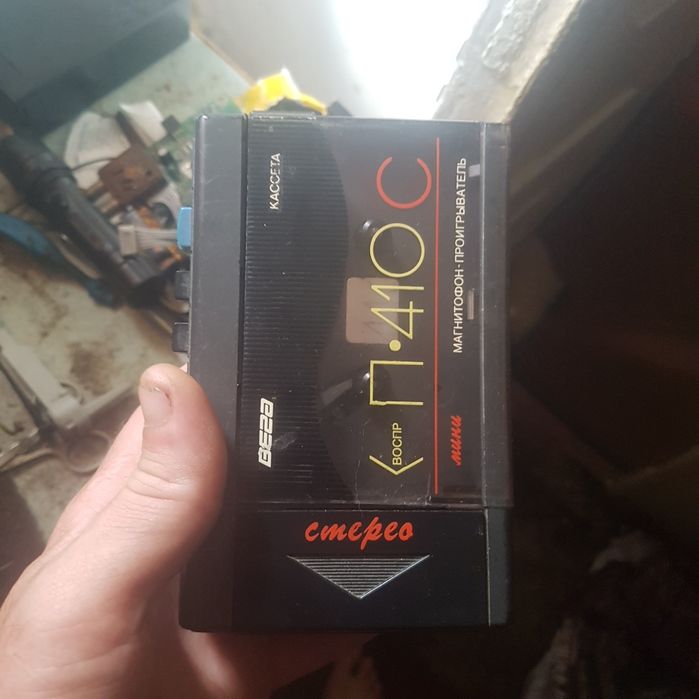 КАССЕТА
ВЕГА
П•410 С
< ВОСПР
мини
МАГНИТОФОН-ПРОИГРЫВАТЕЛЬ
стерео